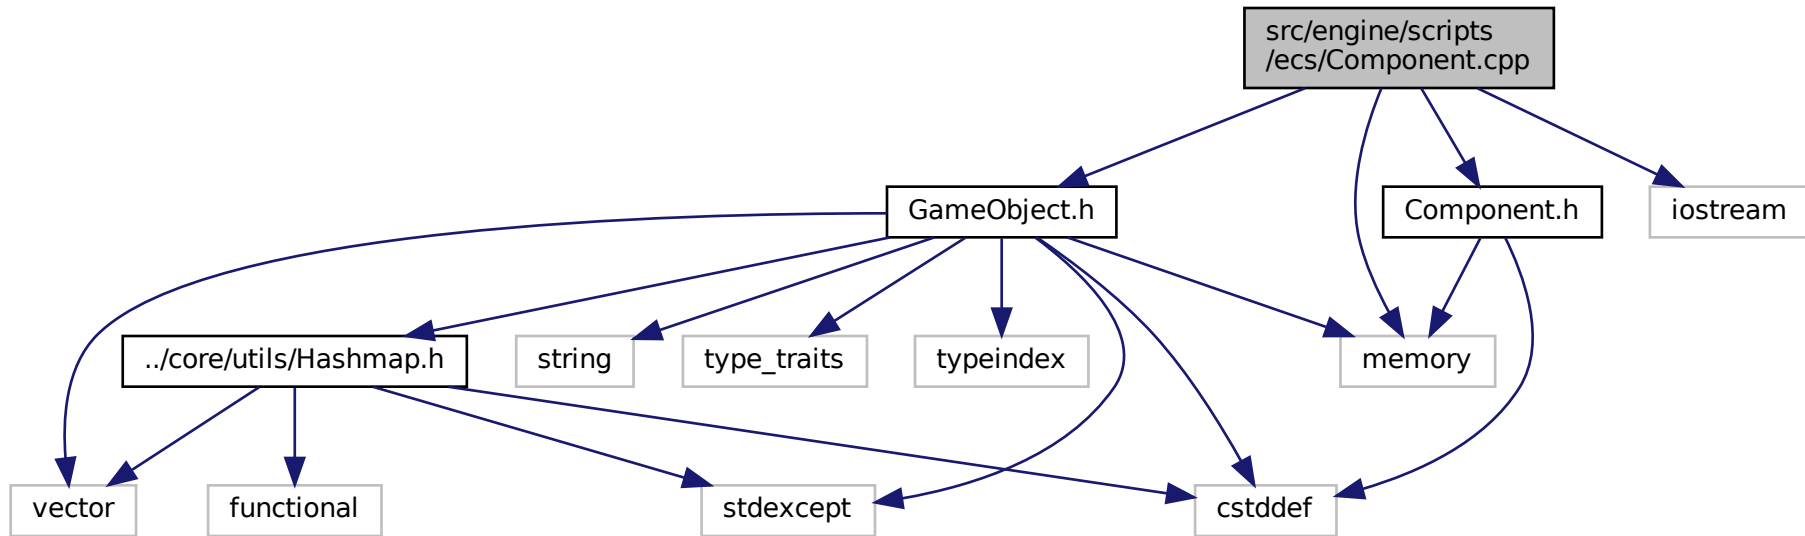 src/engine/scripts
/ecs/Component.cpp
GameObject.h
Component.h
iostream
../core/utils/Hashmap.h
string
type_traits
typeindex
memory
vector
functional
stdexcept
cstddef